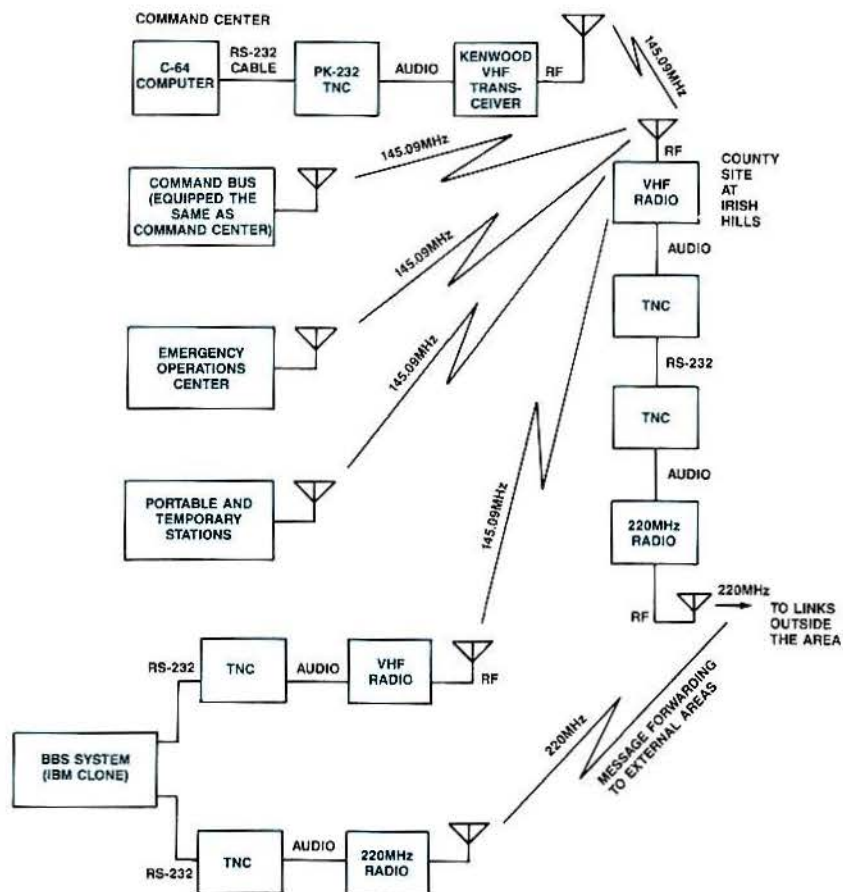 COMMAND CENTER
C-64
COMPUTER
RS-232
CABLE
PK-232
TNC
AUDIO
KENWOOD
VHF
TRANS-
CEIVER
RF
145.09MHz
COMMAND BUS
(EQUIPPED THE
SAME AS
COMMAND CENTER)
145.09MHz
RF
VHF
RADIO
COUNTY
SITE
AT
IRISH
HILLS
AUDIO
TNC
RS-232
TNC
AUDIO
220MHz
RADIO
RF
220MHz
TO LINKS
OUTSIDE
THE AREA
EMERGENCY
OPERATIONS
CENTER
145.09MHz
PORTABLE AND
TEMPORARY
STATIONS
145.09MHz
145.09MHz
BBS SYSTEM
(IBM CLONE)
RS-232
TNC
AUDIO
VHF
RADIO
RF
RS-232
TNC
AUDIO
220MHz
RADIO
220MHz
MESSAGE FORWARDING
TO EXTERNAL AREAS